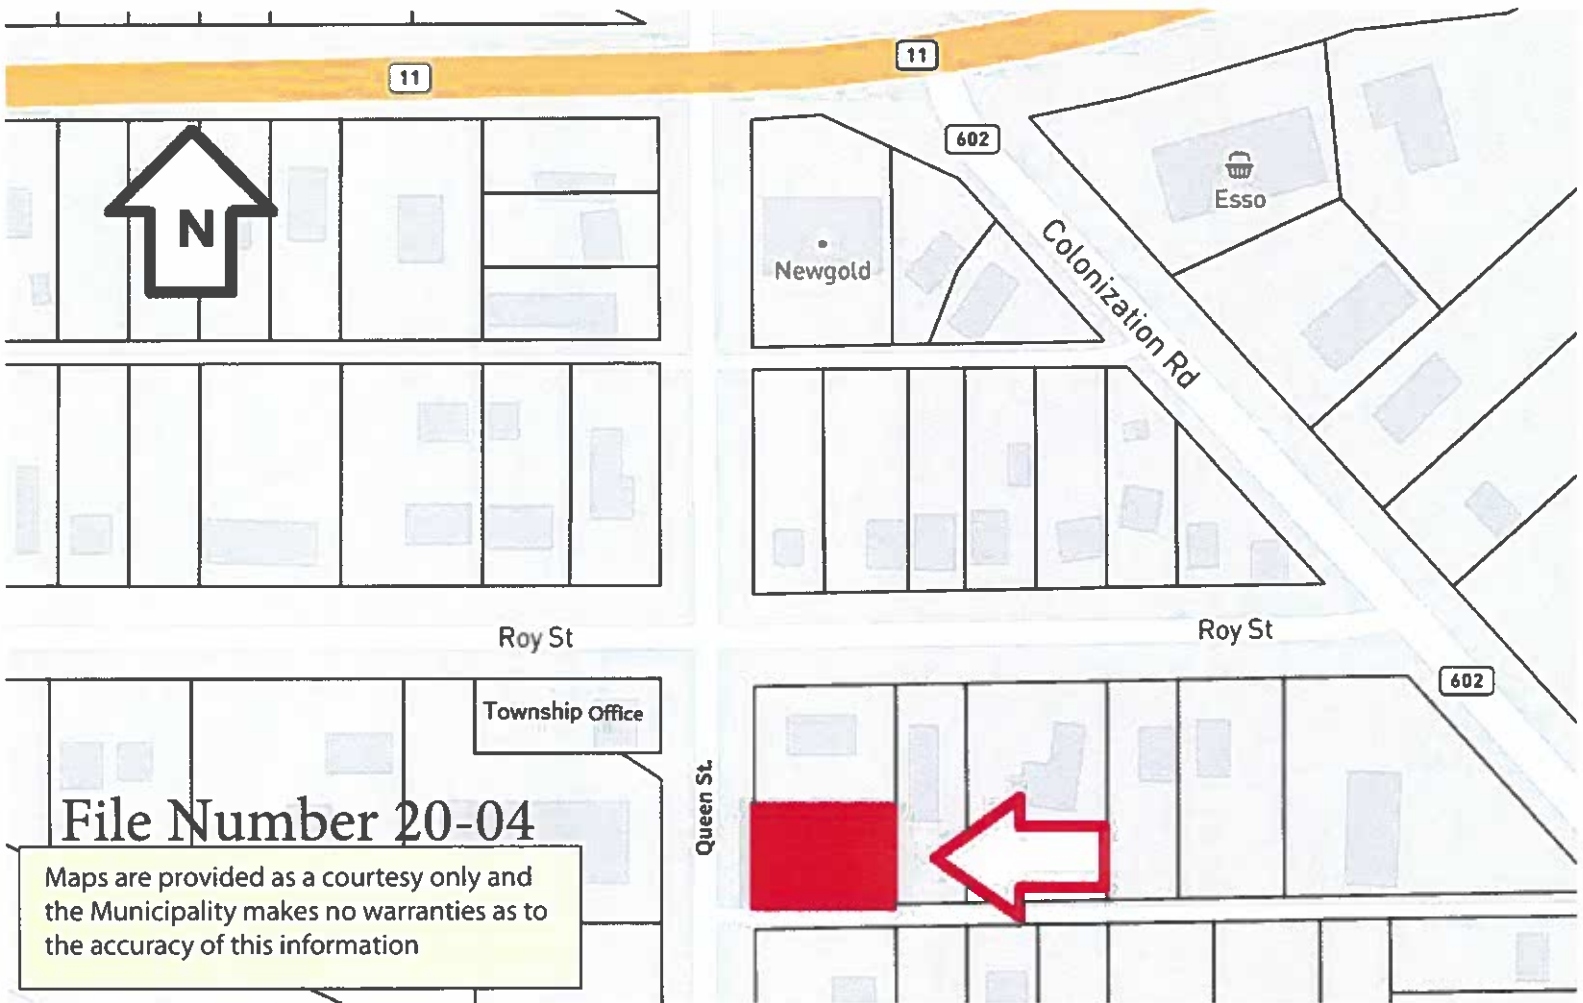 11
11
602
N
Esso
Newgold
Colonization Rd
Roy St
Roy St
602
Township Office
Queen St.
File Number 20-04
Maps are provided as a courtesy only and
the Municipality makes no warranties as to
the accuracy of this information